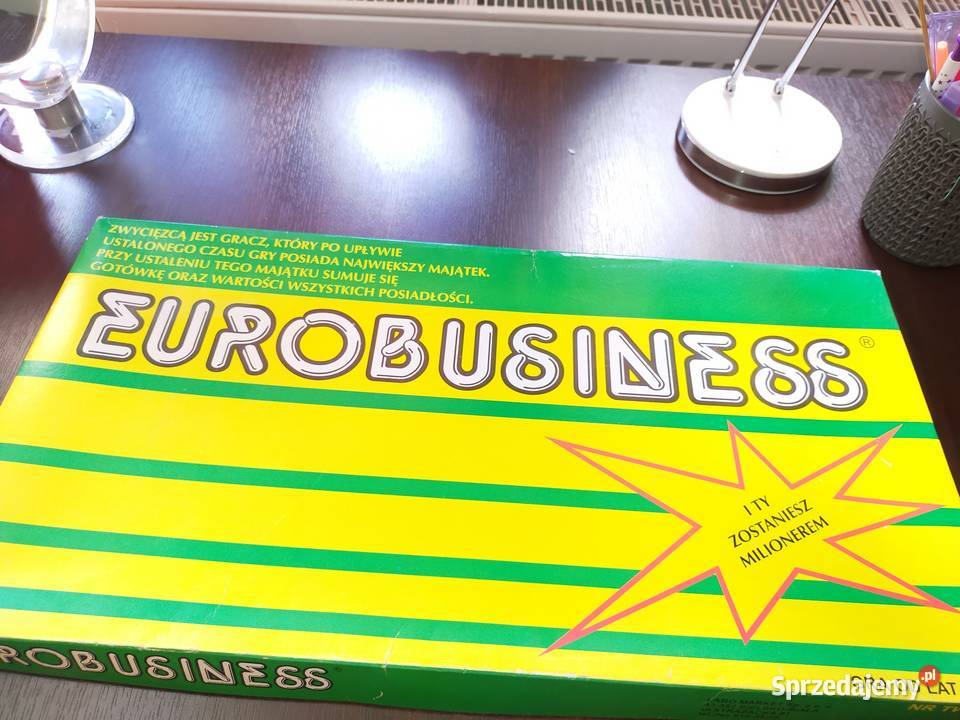 ZWYCIĘZCĄ JEST GRACZ, KTÓRY PO UPŁYWIE
USTALONEGO CZASU GRY POSIADA NAJWIĘKSZY MAJĄTEK.
PRZY USTALENIU TEGO MAJĄTKU SUMUJE SIĘ
GOTÓWKĘ ORAZ WARTOŚCI WSZYSTKICH POSIADŁOŚCI.
EUROBUSINESS®
I TY
ZOSTANIESZ
MILIONEREM
ROBUSINESS
LAT
NR
Sprzedajemy.pl